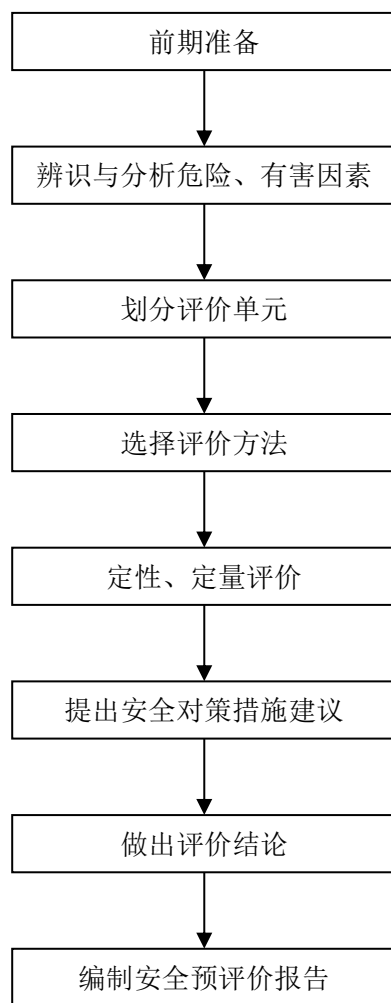 前期准备
辨识与分析危险、有害因素
划分评价单元
选择评价方法
定性、定量评价
提出安全对策措施建议
做出评价结论
编制安全预评价报告